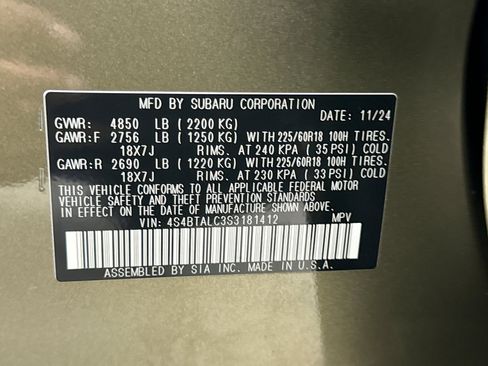 MFD BY SUBARU CORPORATION
DATE: 11/24
GVWR: 4850 LB ( 2200 KG)
GAWR:F 2756 LB ( 1250 KG) WITH 225/60R18 100H TIRES.
18X7J RIMS. AT 240 KPA ( 35 PSI) COLD
GAWR:R 2690 LB ( 1220 KG) WITH 225/60R18 100H TIRES.
18X7J RIMS. AT 230 KPA ( 33 PSI) COLD
THIS VEHICLE CONFORMS TO ALL APPLICABLE FEDERAL MOTOR
VEHICLE SAFETY AND THEFT PREVENTION STANDARDS IN
EFFECT ON THE DATE OF MANUFACTURE SHOWN ABOVE.
VIN: 4S4BTALC3S3181412 MPV
ASSEMBLED BY SIA INC. MADE IN U.S.A.